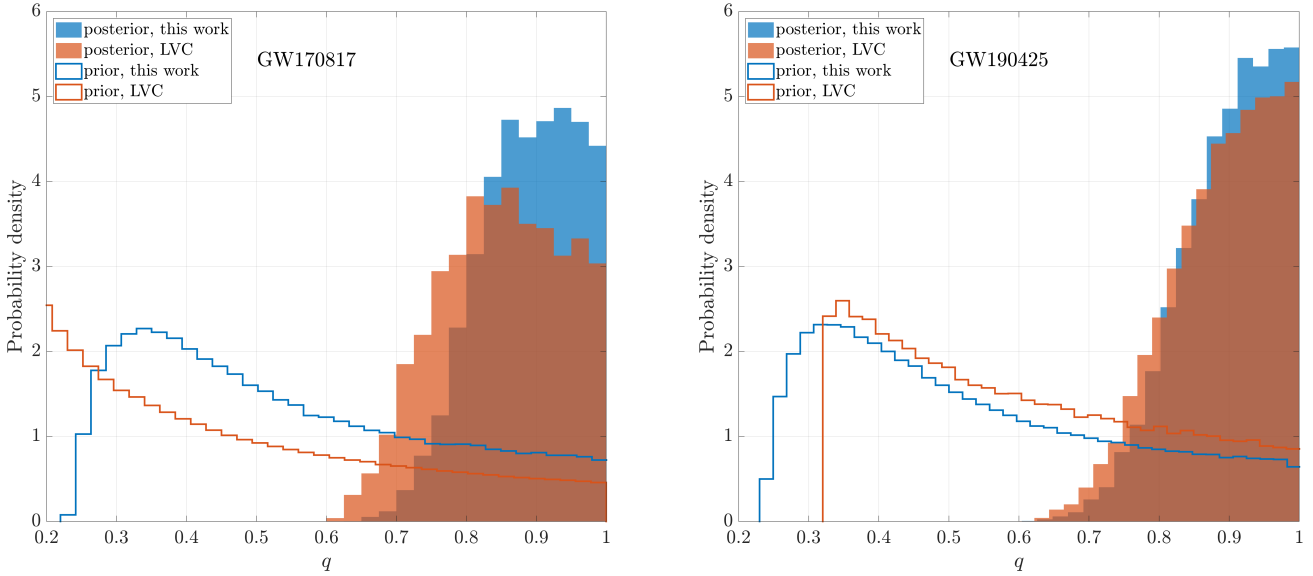 posterior, this work
posterior, LVC
prior, this work
prior, LVC
GW170817
Probability density
0
1
2
3
4
5
6
0.2 0.3 0.4 0.5 0.6 0.7 0.8 0.9 1
q
posterior, this work
posterior, LVC
prior, this work
prior, LVC
GW190425
Probability density
0
1
2
3
4
5
6
0.2 0.3 0.4 0.5 0.6 0.7 0.8 0.9 1
q